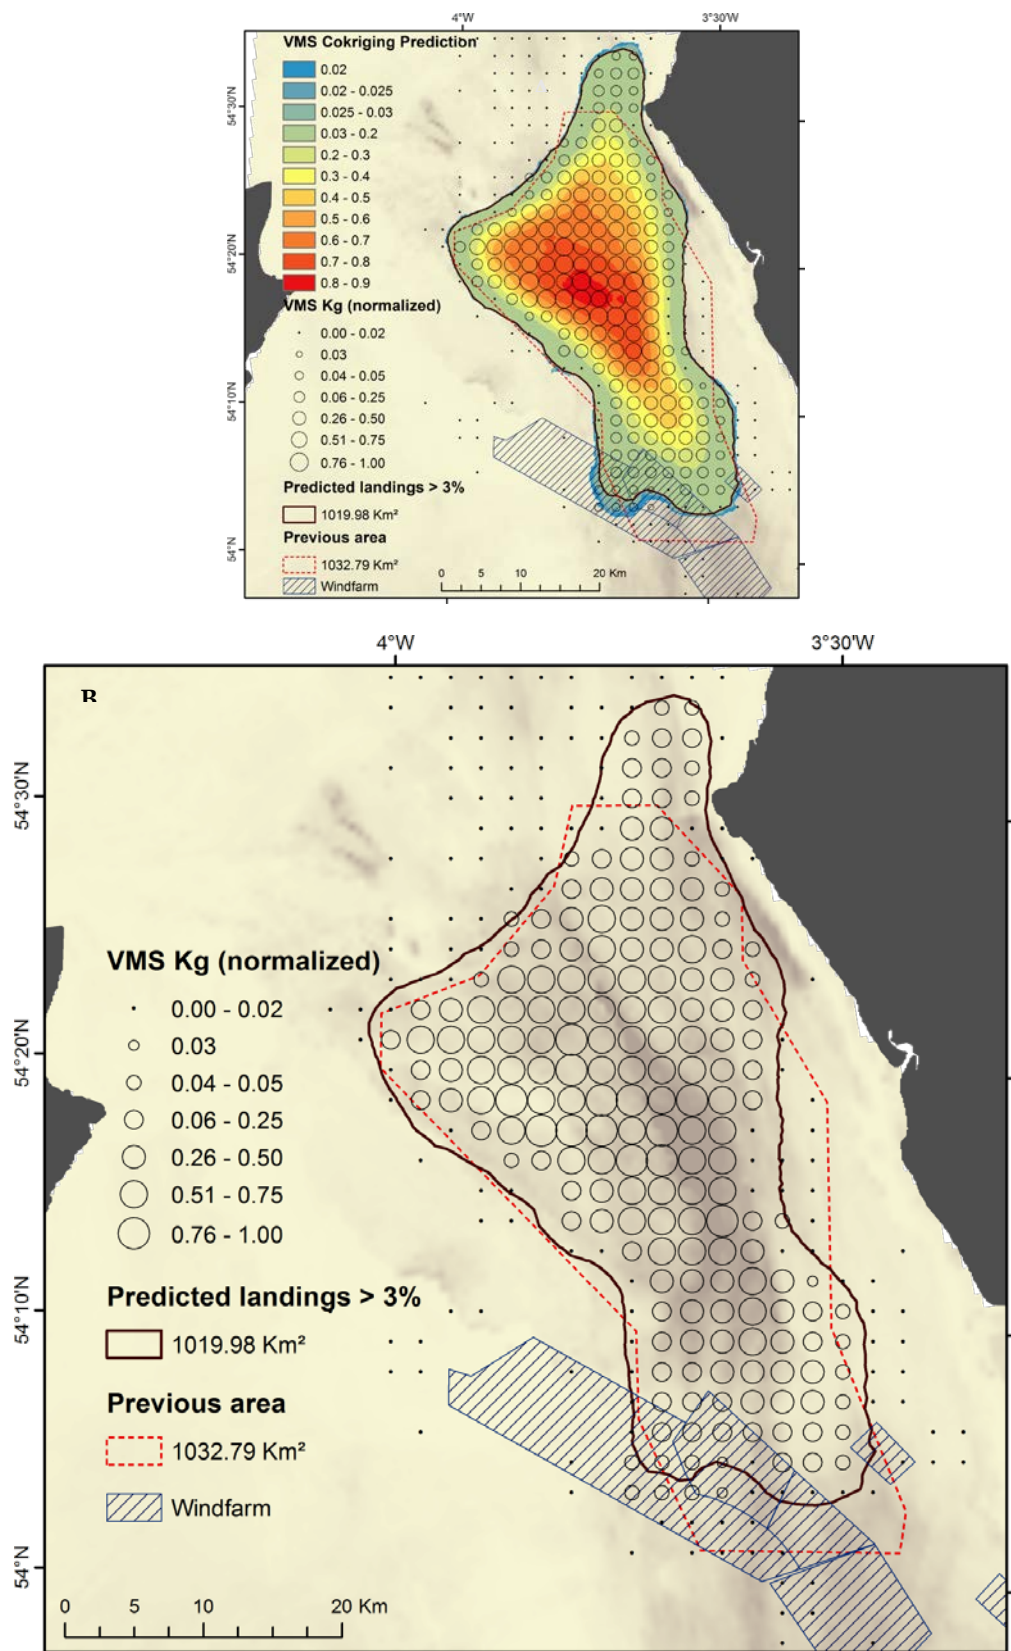 4°W 3°30'W
VMS Cokriging Prediction
0.02
0.02 - 0.025
0.025 - 0.03
0.03 - 0.2
0.2 - 0.3
0.3 - 0.4
0.4 - 0.5
0.5 - 0.6
0.6 - 0.7
0.7 - 0.8
0.8 - 0.9
VMS Kg (normalized)
0.00 - 0.02
0.03
0.04 - 0.05
0.06 - 0.25
0.26 - 0.50
0.51 - 0.75
0.76 - 1.00
Predicted landings > 3%
1019.98 Km²
Previous area
1032.79 Km²
Windfarm
0 5 10 20 Km
54°30'N
54°20'N
54°10'N
54°N
4°W 3°30'W
B
VMS Kg (normalized)
0.00 - 0.02
0.03
0.04 - 0.05
0.06 - 0.25
0.26 - 0.50
0.51 - 0.75
0.76 - 1.00
Predicted landings > 3%
1019.98 Km²
Previous area
1032.79 Km²
Windfarm
0 5 10 20 Km
54°30'N
54°20'N
54°10'N
54°N